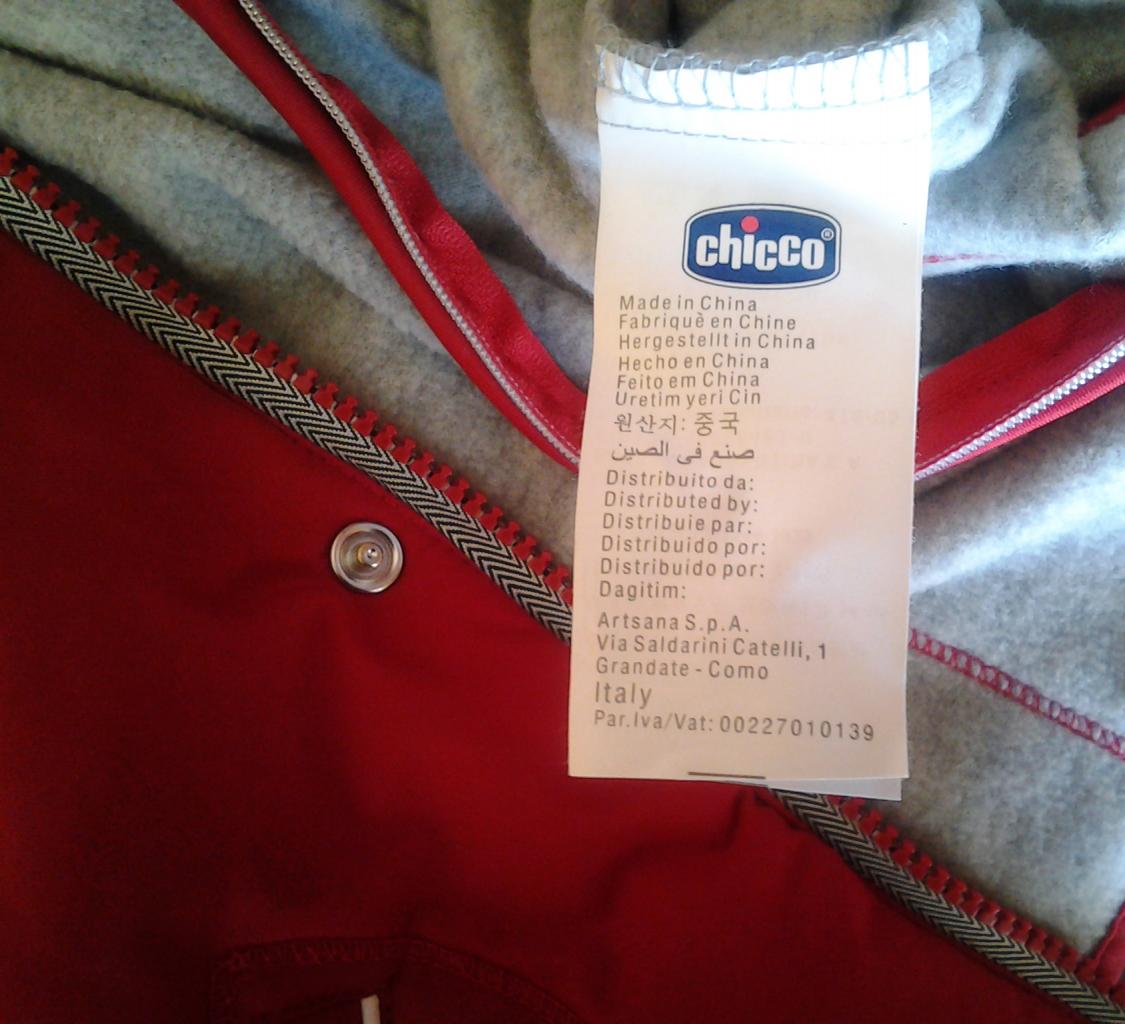 chicco®
Made in China
Fabriquè en Chine
Hergestellt in China
Hecho en China
Feito em China
Uretim yeri Cin
원산지: 중국
صنع فى الصين
Distribuito da:
Distributed by:
Distribuie par:
Distribuido por:
Distribuído por:
Dagitim:
Artsana S.p.A.
Via Saldarini Catelli, 1
Grandate - Como
Italy
Par.Iva/Vat: 00227010139